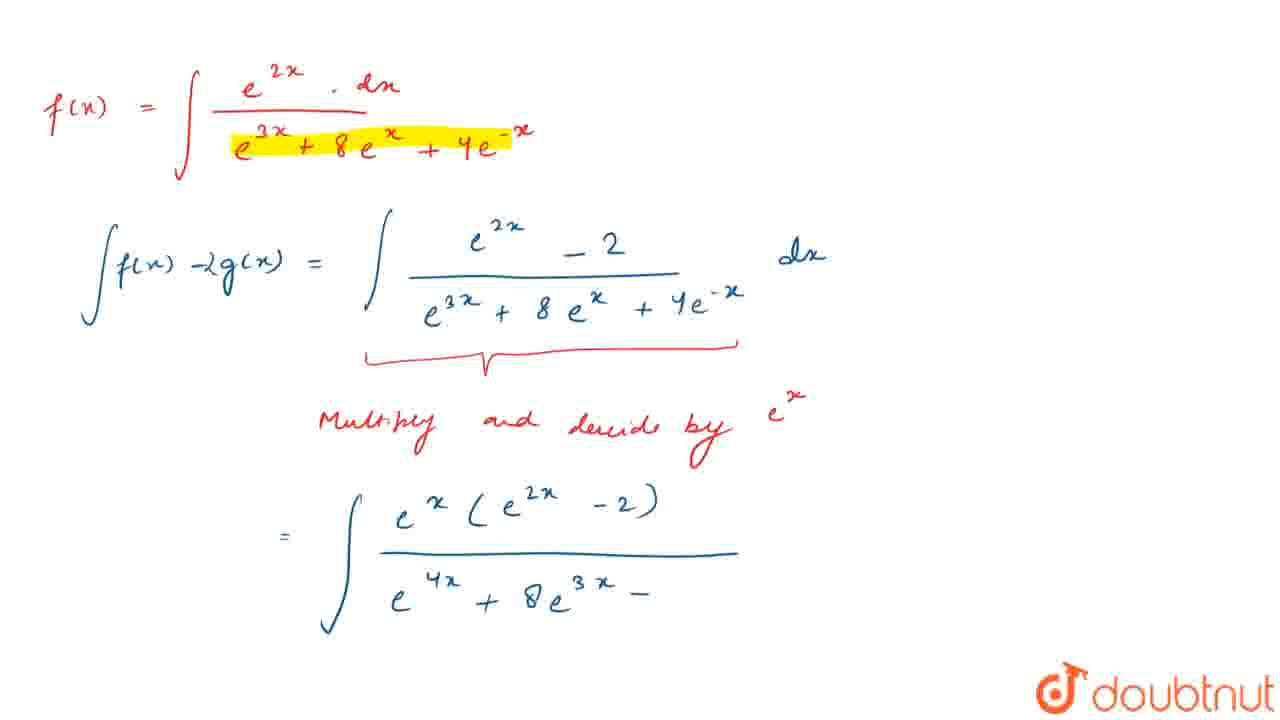 f(x) = ∫ e^{2x} . dx / e^{3x} + 8e^{x} + 4e^{-x}
∫ f(x) - 2g(x) = ∫ e^{2x} - 2 / e^{3x} + 8e^{x} + 4e^{-x} dx
Multiply and decide by e^{x}
= ∫ e^{x} (e^{2x} - 2) / e^{4x} + 8e^{3x} -
doubtnut